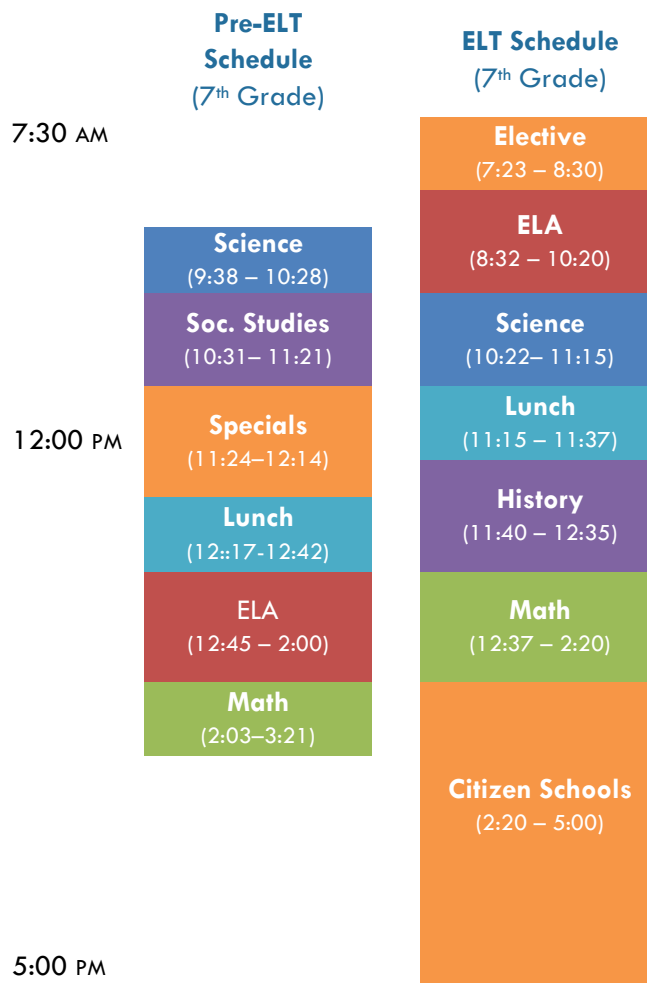 Pre-ELT
Schedule
(7th Grade)
ELT Schedule
(7th Grade)
7:30 AM
12:00 PM
5:00 PM
Science
(9:38 – 10:28)
Soc. Studies
(10:31– 11:21)
Specials
(11:24–12:14)
Lunch
(12::17-12:42)
ELA
(12:45 – 2:00)
Math
(2:03–3:21)
Elective
(7:23 – 8:30)
ELA
(8:32 – 10:20)
Science
(10:22– 11:15)
Lunch
(11:15 – 11:37)
History
(11:40 – 12:35)
Math
(12:37 – 2:20)
Citizen Schools
(2:20 – 5:00)